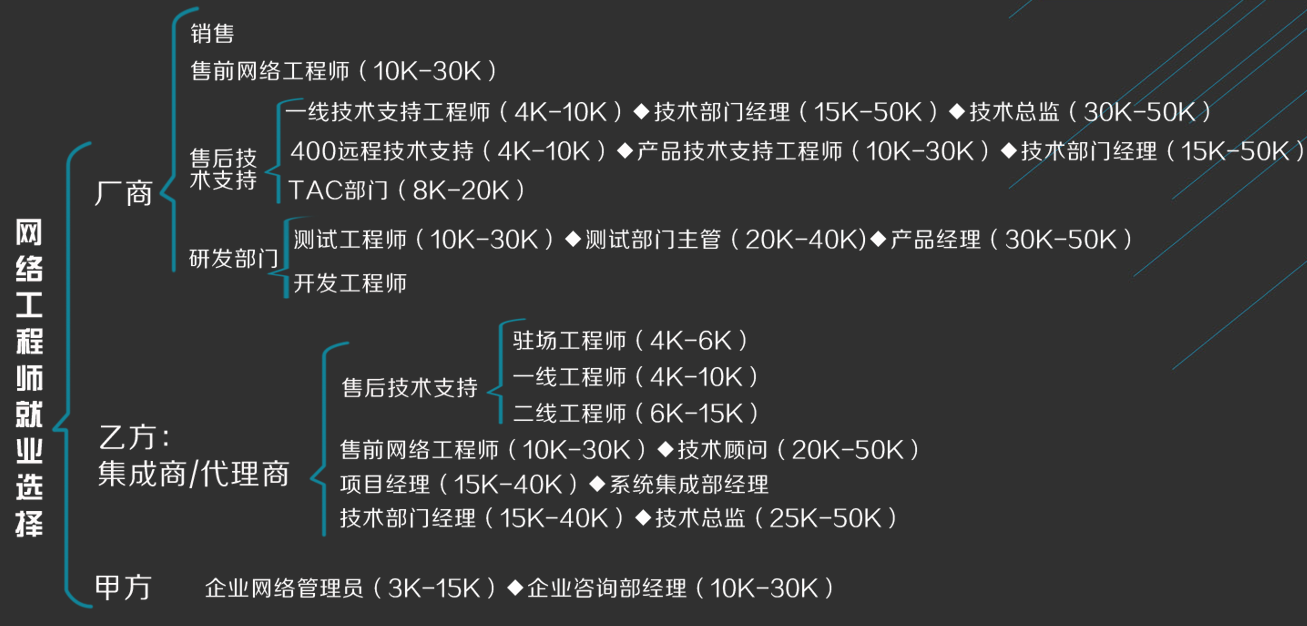 网络工程师就业选择
厂商
销售
售前网络工程师（10K-30K）
售后技
术支持
一线技术支持工程师（4K-10K）◆技术部门经理（15K-50K）◆技术总监（30K-50K）
400远程技术支持（4K-10K）◆产品技术支持工程师（10K-30K）◆技术部门经理（15K-50K）
TAC部门（8K-20K）
研发部门
测试工程师（10K-30K）◆测试部门主管（20K-40K)◆产品经理（30K-50K）
开发工程师
乙方：
集成商/代理商
售后技术支持
驻场工程师（4K-6K）
一线工程师（4K-10K）
二线工程师（6K-15K）
售前网络工程师（10K-30K）◆技术顾问（20K-50K）
项目经理（15K-40K）◆系统集成部经理
技术部门经理（15K-40K）◆技术总监（25K-50K）
甲方
企业网络管理员（3K-15K）◆企业咨询部经理（10K-30K）